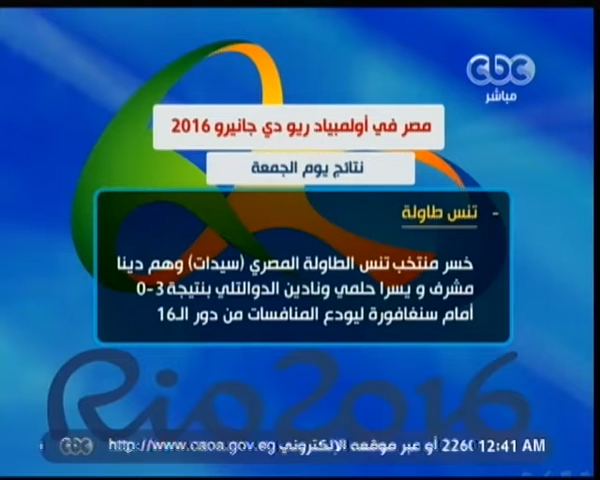 cbc
مباشر
مصر في أولمبياد ريو دي جانيرو 2016
نتائج يوم الجمعة
- تنس طاولة
خسر منتخب تنس الطاولة المصري (سيدات) وهم دينا
مشرف و يسرا حلمي ونادين الدوالتلي بنتيجة 3-0
أمام سنغافورة ليودع المنافسات من دور الـ16
Rio2016
2260 أو عبر موقعه الإلكتروني http://www.caoa.gov.eg
cbc
12:41 AM